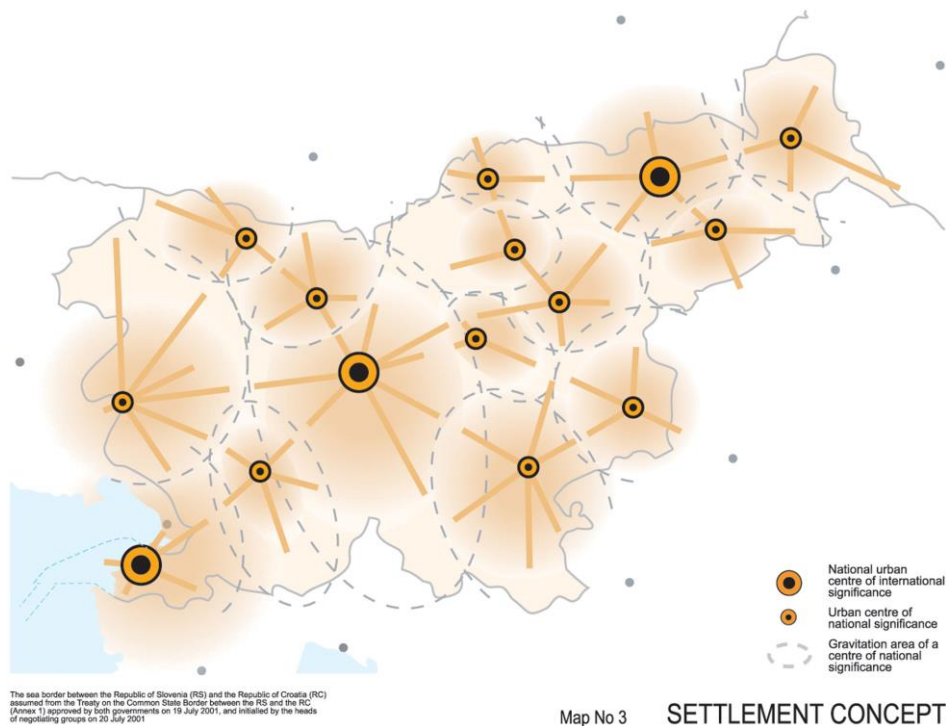 National urban
centre of international
significance
Urban centre of
national significance
Gravitation area of a
centre of national
significance
The sea border between the Republic of Slovenia (RS) and the Republic of Croatia (RC)
assumed from the Treaty on the Common State Border between the RS and the RC
(Annex 1) approved by both governments on 19 July 2001, and initialled by the heads
of negotiating groups on 20 July 2001
Map No 3 SETTLEMENT CONCEPT